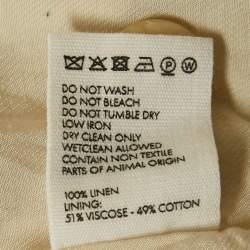 P W
DO NOT WASH
DO NOT BLEACH
DO NOT TUMBLE DRY
LOW IRON
DRY CLEAN ONLY
WETCLEAN ALLOWED
CONTAIN NON TEXTILE
PARTS OF ANIMAL ORIGIN
100% LINEN
LINING:
51% VISCOSE - 49% COTTON